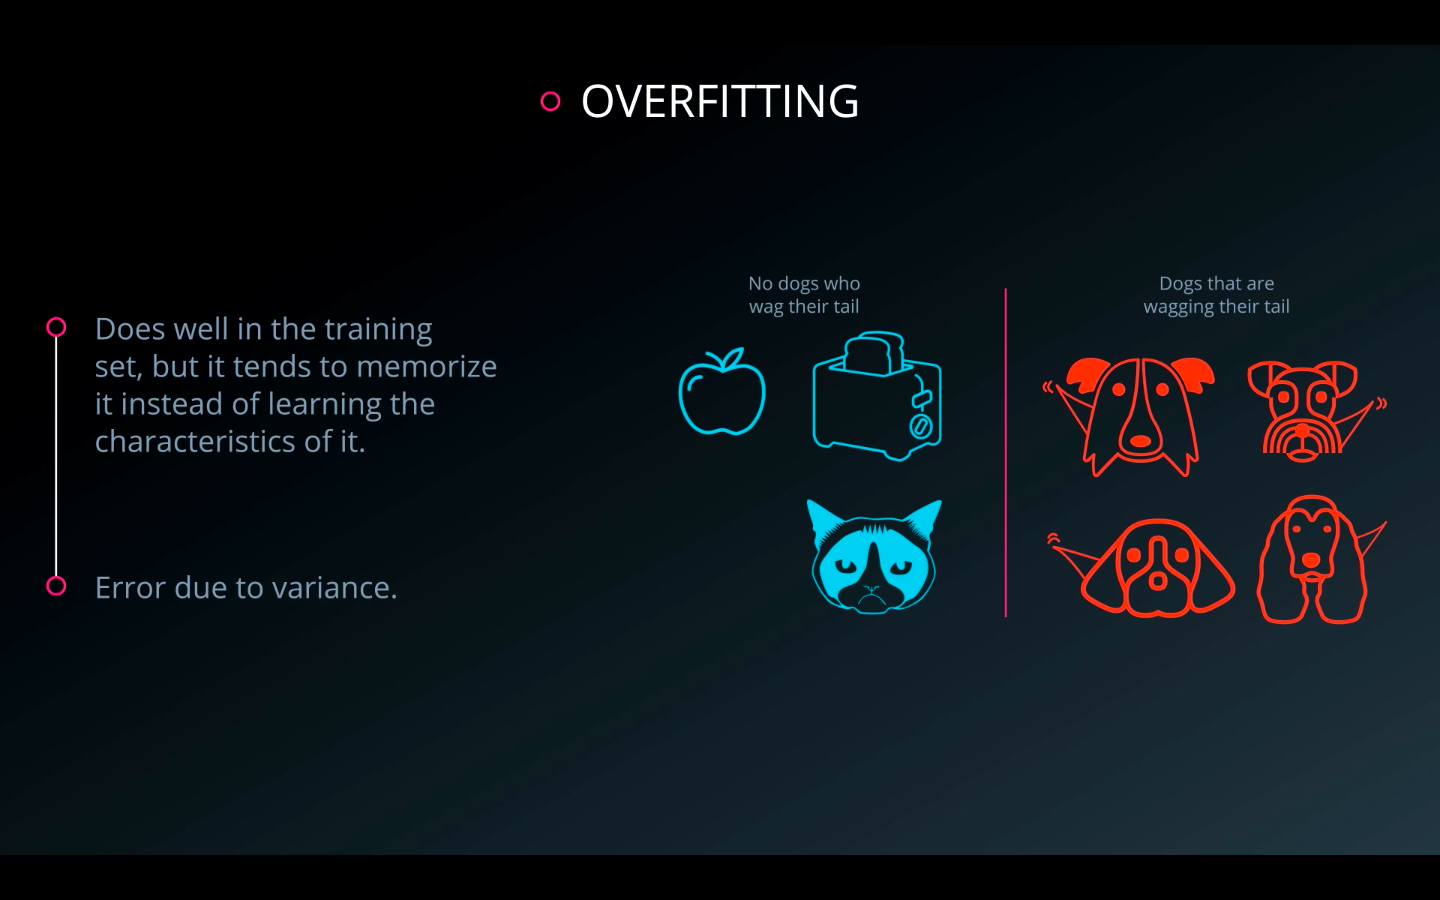 OVERFITTING
Does well in the training
set, but it tends to memorize
it instead of learning the
characteristics of it.
Error due to variance.
No dogs who
wag their tail
Dogs that are
wagging their tail